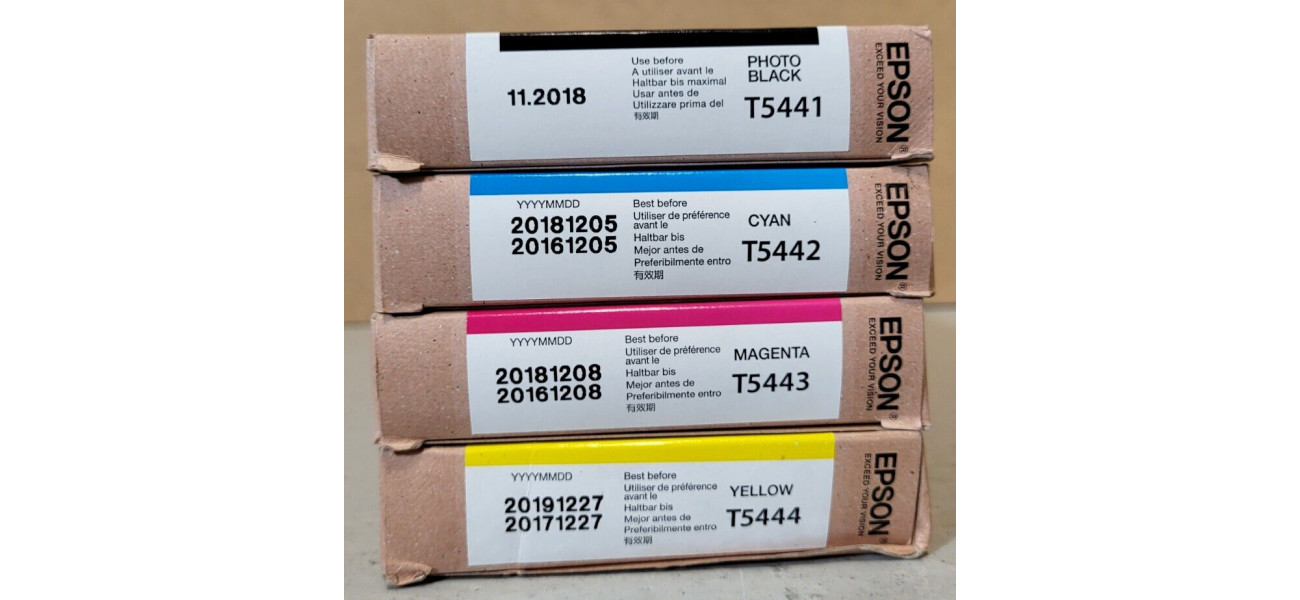 11.2018
Use before
A utiliser avant le
Haltbar bis maximal
Usar antes de
Utilizzare prima del
有效期
PHOTO
BLACK
T5441
EPSON®
EXCEED YOUR VISION
YYYYMMDD
20181205
20161205
Best before
Utiliser de préférence
avant le
Haltbar bis
Mejor antes de
Preferibilmente entro
有效期
CYAN
T5442
EPSON®
EXCEED YOUR VISION
YYYYMMDD
20181208
20161208
Best before
Utiliser de préférence
avant le
Haltbar bis
Mejor antes de
Preferibilmente entro
有效期
MAGENTA
T5443
EPSON®
EXCEED YOUR VISION
YYYYMMDD
20191227
20171227
Best before
Utiliser de préférence
avant le
Haltbar bis
Mejor antes de
Preferibilmente entro
有效期
YELLOW
T5444
EPSON®
EXCEED YOUR VISION